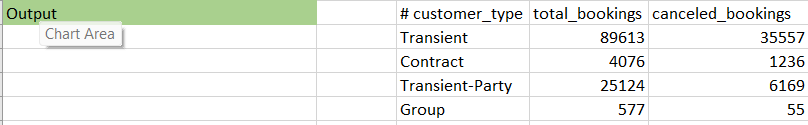 Output # customer_type total_bookings canceled_bookings
Chart Area
Transient 89613 35557
Contract 4076 1236
Transient-Party 25124 6169
Group 577 55